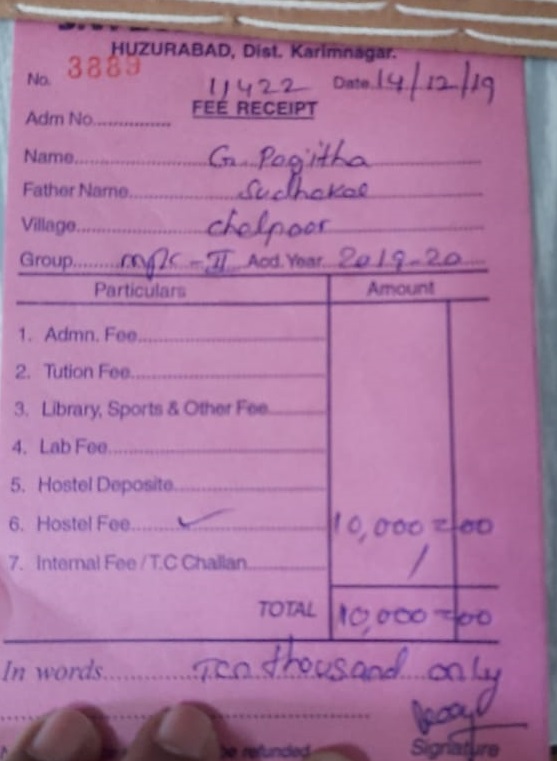 HUZURABAD, Dist. Karimnagar.
No. 3889 11422 Date 14/12/19
FEE RECEIPT
Adm No..............
Name............ G. Pagitha
Father Name............ Sudhakar
Village............ chelpoor
Group........ MPC-II Acd. Year 2019-20
Particulars Amount
1. Admn. Fee............
2. Tution Fee............
3. Library, Sports & Other Fee............
4. Lab Fee............
5. Hostel Deposite............
6. Hostel Fee..... ✓ 10,000=00
7. Internal Fee / T.C Challan............ /
TOTAL 10,000=00
In words............ Ten thousand only
be refunded
Signature